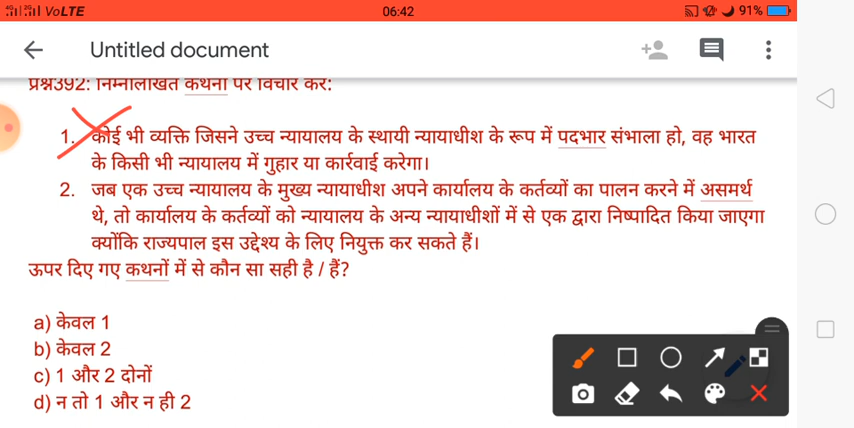 4G 2G VoLTE 06:42 91%
Untitled document
प्रश्न392: निम्नलिखित कथनों पर विचार करें:
1. कोई भी व्यक्ति जिसने उच्च न्यायालय के स्थायी न्यायाधीश के रूप में पदभार संभाला हो, वह भारत
के किसी भी न्यायालय में गुहार या कार्रवाई करेगा।
2. जब एक उच्च न्यायालय के मुख्य न्यायाधीश अपने कार्यालय के कर्तव्यों का पालन करने में असमर्थ
थे, तो कार्यालय के कर्तव्यों को न्यायालय के अन्य न्यायाधीशों में से एक द्वारा निष्पादित किया जाएगा
क्योंकि राज्यपाल इस उद्देश्य के लिए नियुक्त कर सकते हैं।
ऊपर दिए गए कथनों में से कौन सा सही है / हैं?
a) केवल 1
b) केवल 2
c) 1 और 2 दोनों
d) न तो 1 और न ही 2